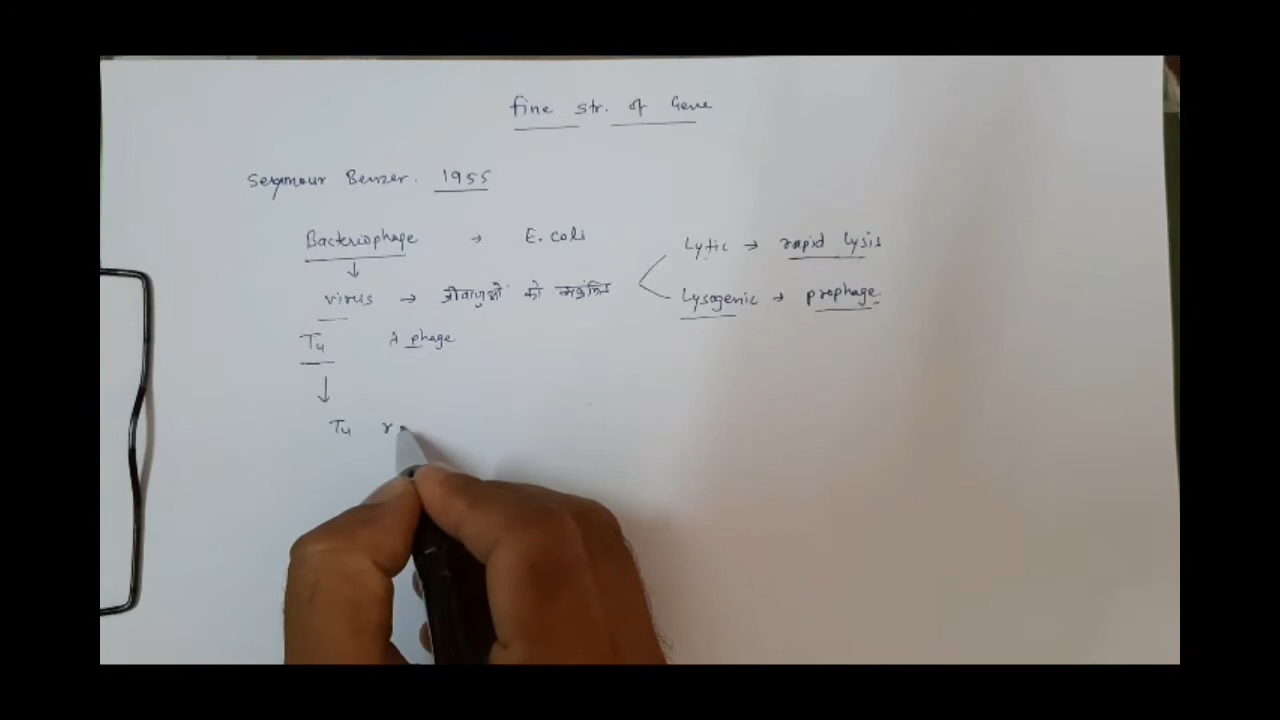 fine str. of Gene
Seymour Benzer. 1955
Bacteriophage → E. coli
Lytic → rapid lysis
↓
virus → जीवाणुओं को संक्रमित
Lysogenic → prophage
T4 λ phage
↓
T4 r